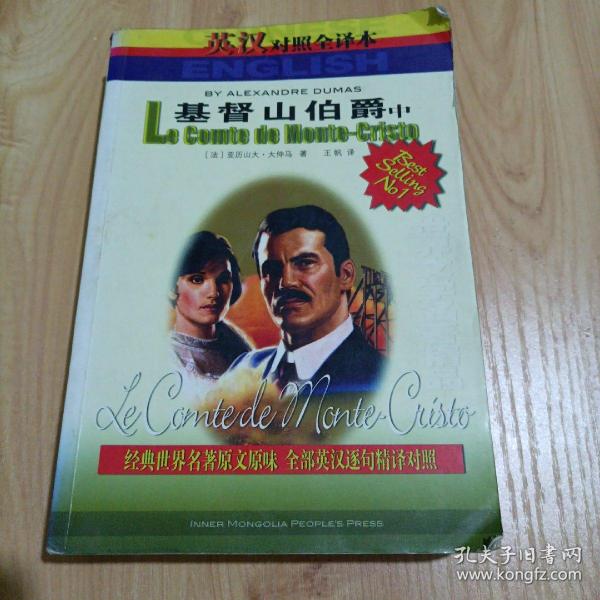 英汉对照全译本
ENGLISH
BY ALEXANDRE DUMAS
基督山伯爵中
Le Comte de Monte-Cristo
［法］亚历山大·大仲马 著 王帆 译
Best
Selling
No1
Le Comte de Monte-Cristo
经典世界名著原文原味 全部英汉逐句精译对照
INNER MONGOLIA PEOPLE'S PRESS
孔夫子旧书网
www.kongfz.com